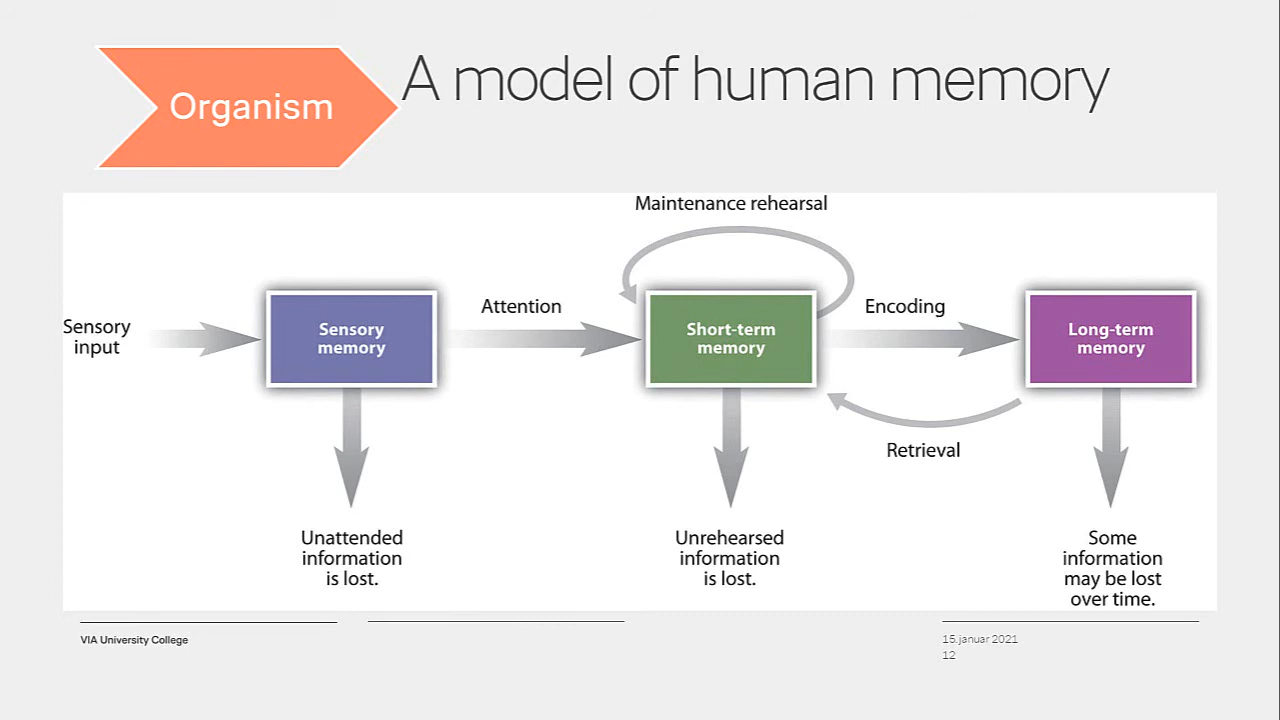 Organism
A model of human memory
Maintenance rehearsal
Sensory
input
Sensory
memory
Attention
Short-term
memory
Encoding
Long-term
memory
Retrieval
Unattended
information
is lost.
Unrehearsed
information
is lost.
Some
information
may be lost
over time.
VIA University College
15.januar 2021
12